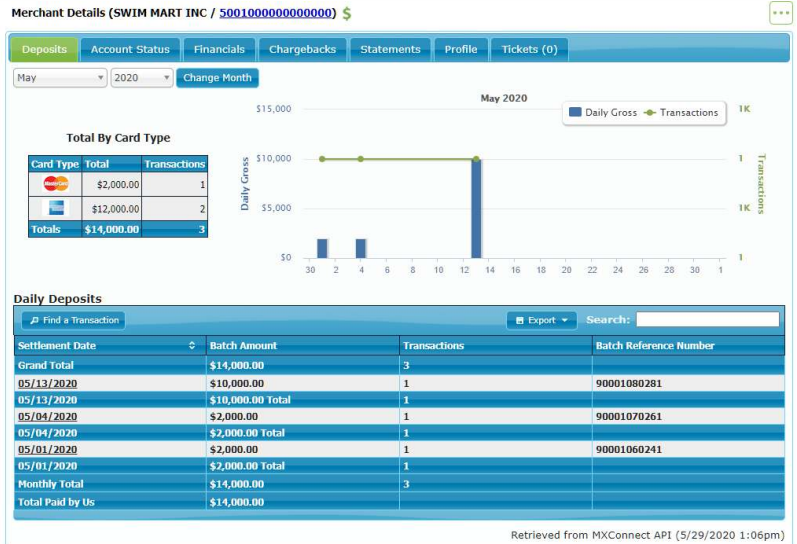 Merchant Details (SWIM MART INC / 5001000000000000) $
Deposits Account Status Financials Chargebacks Statements Profile Tickets (0)
May 2020 Change Month
May 2020
Daily Gross Transactions
$15,000 1K
$10,000 1
$5,000 1K
$0 1
Daily Gross
Transactions
30 2 4 6 8 10 12 14 16 18 20 22 24 26 28 30 1
Total By Card Type
Card Type Total Transactions
MasterCard $2,000.00 1
$12,000.00 2
Totals $14,000.00 3
Daily Deposits
Find a Transaction Export Search:
Settlement Date Batch Amount Transactions Batch Reference Number
Grand Total $14,000.00 3
05/13/2020 $10,000.00 1 90001080281
05/13/2020 $10,000.00 Total 1
05/04/2020 $2,000.00 1 90001070261
05/04/2020 $2,000.00 Total 1
05/01/2020 $2,000.00 1 90001060241
05/01/2020 $2,000.00 Total 1
Monthly Total $14,000.00 3
Total Paid by Us $14,000.00
Retrieved from MXConnect API (5/29/2020 1:06pm)